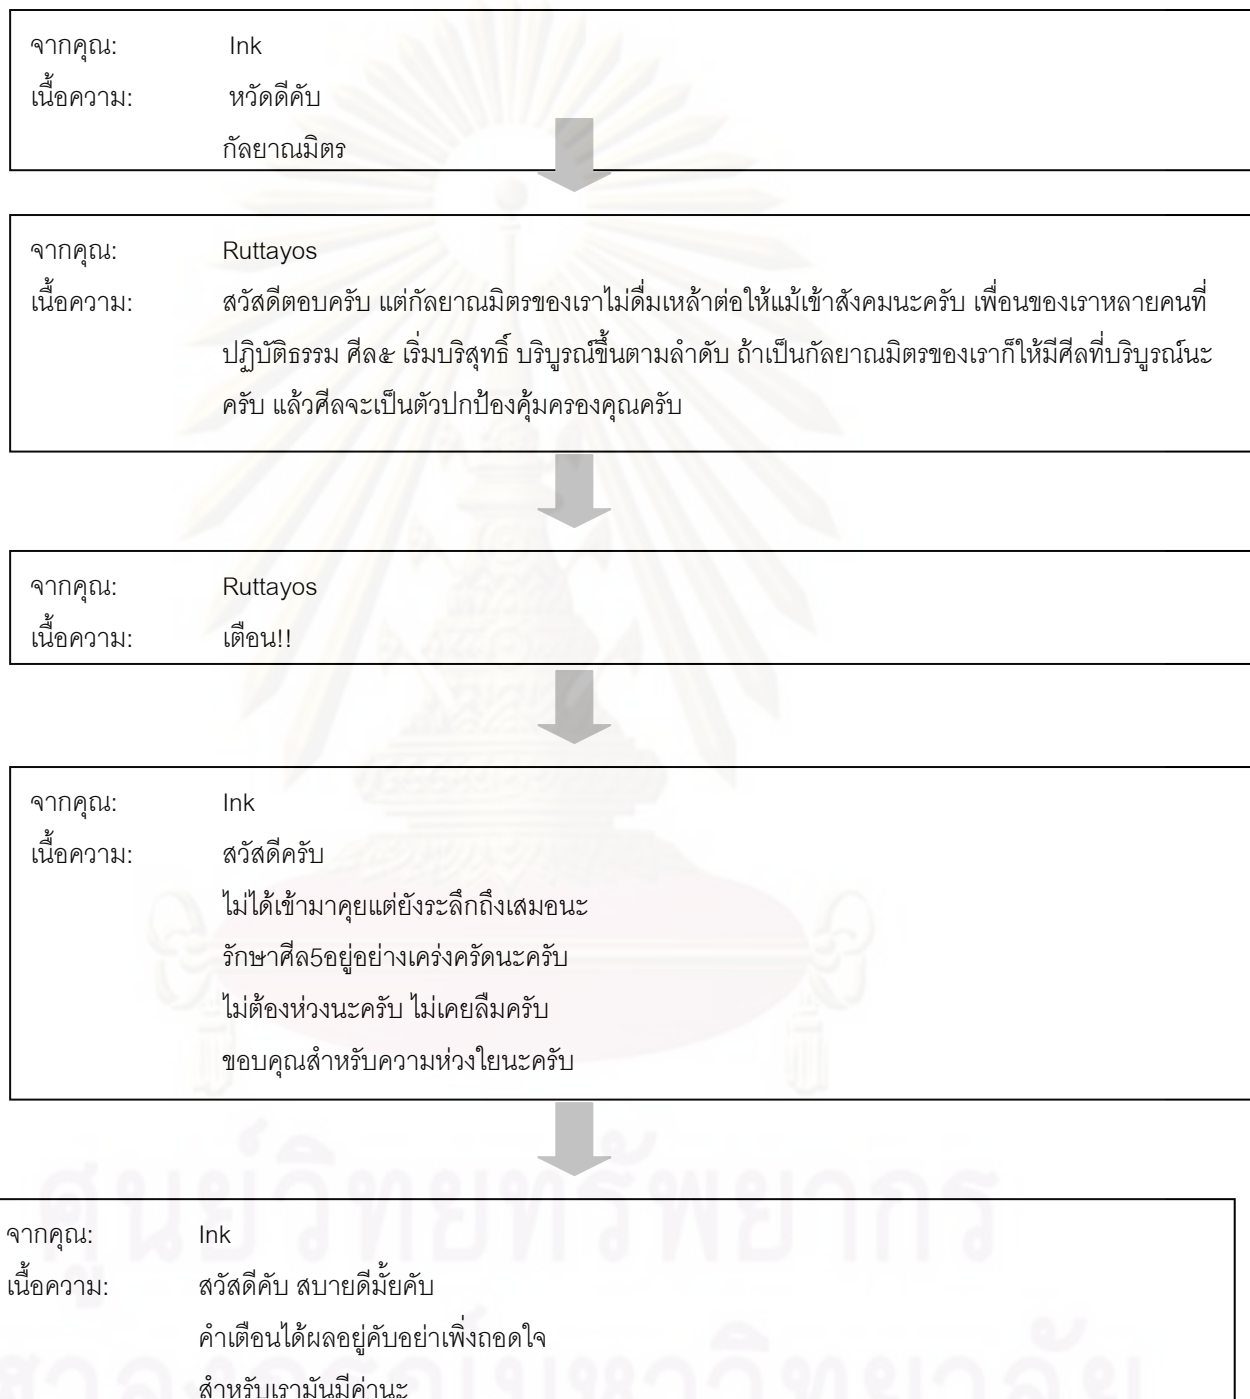 จากคุณ: Ink
เนื้อความ: หวัดดีคับ
กัลยาณมิตร
จากคุณ: Ruttayos
เนื้อความ: สวัสดีตอบครับ แต่กัลยาณมิตรของเราไม่ดื่มเหล้าต่อให้แม้เข้าสังคมนะครับ เพื่อนของเราหลายคนที่
ปฏิบัติธรรม ศีล๕ เริ่มบริสุทธิ์ บริบูรณ์ขึ้นตามลำดับ ถ้าเป็นกัลยาณมิตรของเราก็ให้มีศีลที่บริบูรณ์นะ
ครับ แล้วศีลจะเป็นตัวปกป้องคุ้มครองคุณครับ
จากคุณ: Ruttayos
เนื้อความ: เตือน!!
จากคุณ: Ink
เนื้อความ: สวัสดีครับ
ไม่ได้เข้ามาคุยแต่ยังระลึกถึงเสมอนะ
รักษาศีล5อยู่อย่างเคร่งครัดนะครับ
ไม่ต้องห่วงนะครับ ไม่เคยลืมครับ
ขอบคุณสำหรับความห่วงใยนะครับ
ศูนย์วิทยทรัพยากร
จากคุณ: Ink
เนื้อความ: สวัสดีคับ สบายดีมั้ยคับ
คำเตือนได้ผลอยู่คับอย่าเพิ่งถอดใจ
สำหรับเรามันมีค่านะ